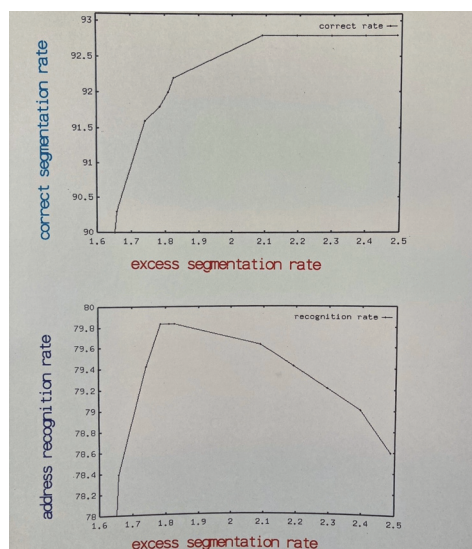 93
correct rate
92.5
92
91.5
91
90.5
90
1.6 1.7 1.8 1.9 2 2.1 2.2 2.3 2.4 2.5
correct segmentation rate
excess segmentation rate
80
recognition rate
79.8
79.6
79.4
79.2
79
78.8
78.6
78.4
78.2
78
1.6 1.7 1.8 1.9 2 2.1 2.2 2.3 2.4 2.5
address recognition rate
excess segmentation rate